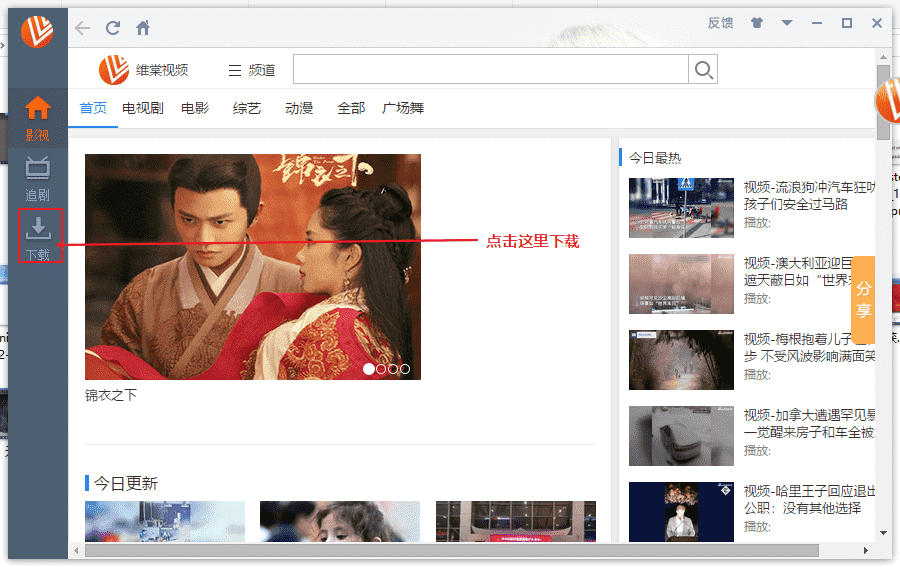 反馈
维棠视频
频道
首页 电视剧 电影 综艺 动漫 全部 广场舞
影视
追剧
下载
点击这里下载
锦衣之下
锦衣之下
今日更新
今日最热
视频-流浪狗冲汽车狂吠
孩子们安全过马路
播放:
视频-澳大利亚迎巨
遮天蔽日如“世界末
播放:
视频-梅根抱着儿子
步 不受风波影响满面笑
播放:
视频-加拿大遭遇罕见暴
一觉醒来房子和车全被
播放:
视频-哈里王子回应退出
公职：没有其他选择
播放:
分
享